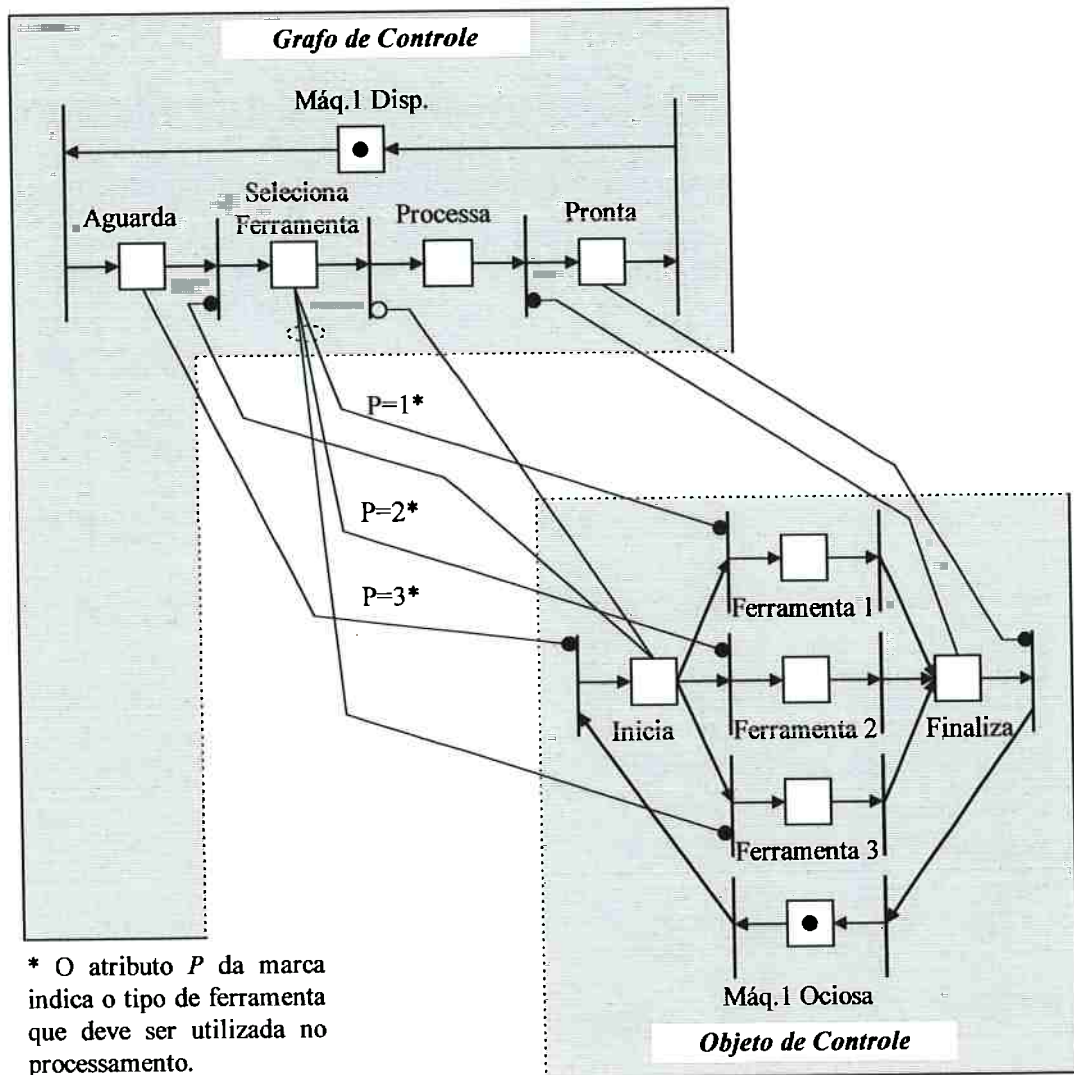 Grafo de Controle
Máq.1 Disp.
Aguarda
Seleciona
Ferramenta
Processa
Pronta
P=1*
P=2*
P=3*
Ferramenta 1
Inicia
Ferramenta 2
Finaliza
Ferramenta 3
Máq.1 Ociosa
Objeto de Controle
* O atributo P da marca
indica o tipo de ferramenta
que deve ser utilizada no
processamento.